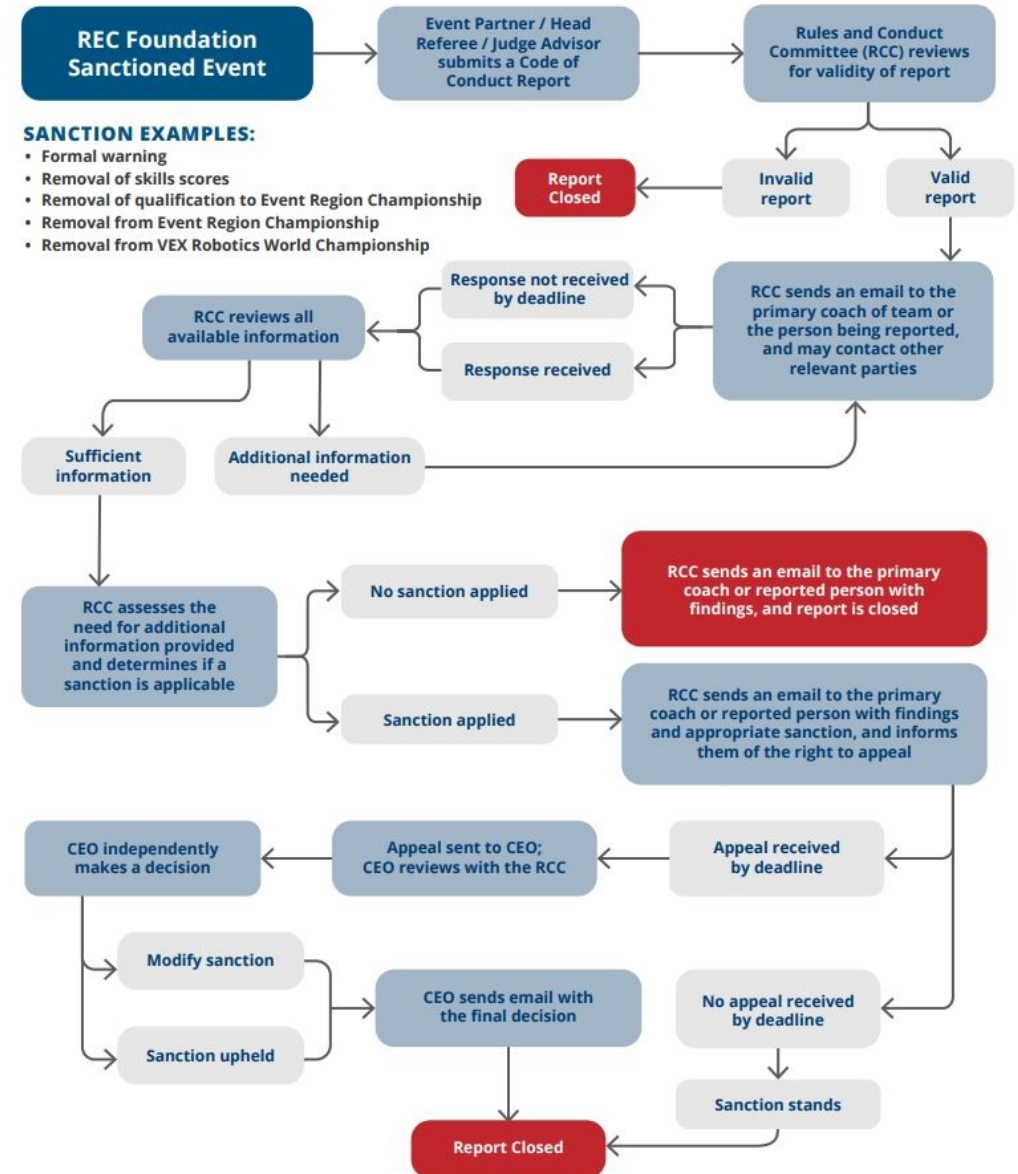 REC Foundation
Sanctioned Event
Event Partner / Head
Referee / Judge Advisor
submits a Code of
Conduct Report
Rules and Conduct
Committee (RCC) reviews
for validity of report
SANCTION EXAMPLES:
• Formal warning
• Removal of skills scores
• Removal of qualification to Event Region Championship
• Removal from Event Region Championship
• Removal from VEX Robotics World Championship
Report
Closed
Invalid
report
Valid
report
RCC sends an email to the
primary coach of team or
the person being reported,
and may contact other
relevant parties
Response not received
by deadline
Response received
RCC reviews all
available information
Sufficient
information
Additional information
needed
RCC assesses the
need for additional
information provided
and determines if a
sanction is applicable
No sanction applied
RCC sends an email to the primary
coach or reported person with
findings, and report is closed
Sanction applied
RCC sends an email to the primary
coach or reported person with findings
and appropriate sanction, and informs
them of the right to appeal
Appeal received
by deadline
Appeal sent to CEO;
CEO reviews with the RCC
CEO independently
makes a decision
Modify sanction
Sanction upheld
CEO sends email with
the final decision
No appeal received
by deadline
Sanction stands
Report Closed